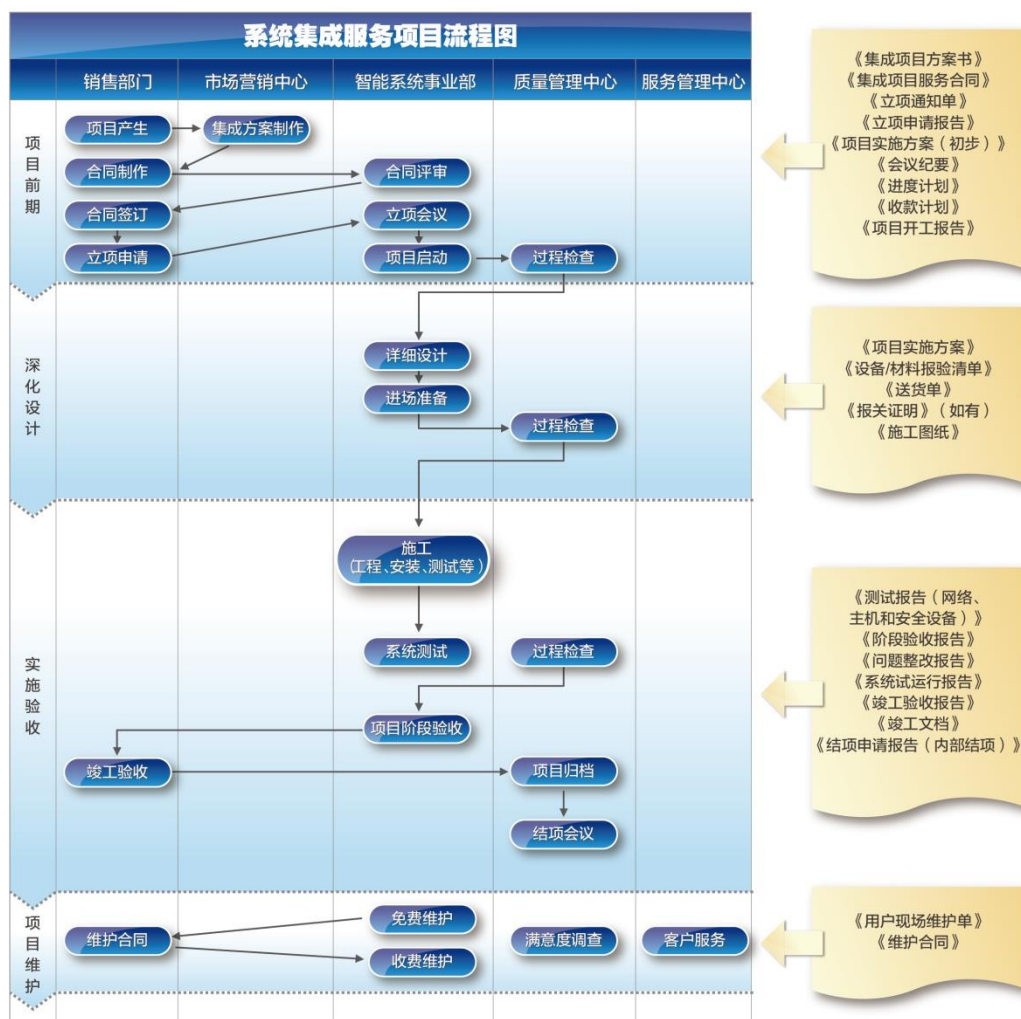 系统集成服务项目流程图
销售部门 市场营销中心 智能系统事业部 质量管理中心 服务管理中心
项目前期
项目产生 集成方案制作
合同制作 合同评审
合同签订 立项会议
立项申请 项目启动 过程检查
《集成项目方案书》
《集成项目服务合同》
《立项通知单》
《立项申请报告》
《项目实施方案（初步）》
《会议纪要》
《进度计划》
《收款计划》
《项目开工报告》
深化设计
详细设计
进场准备
过程检查
《项目实施方案》
《设备/材料报验清单》
《送货单》
《报关证明》（如有）
《施工图纸》
实施验收
施工
（工程、安装、测试等）
系统测试 过程检查
项目阶段验收
竣工验收 项目归档
结项会议
《测试报告（网络、
主机和安全设备）》
《阶段验收报告》
《问题整改报告》
《系统试运行报告》
《竣工验收报告》
《竣工文档》
《结项申请报告（内部结项）》
项目维护
免费维护
维护合同 满意度调查 客户服务
收费维护
《用户现场维护单》
《维护合同》